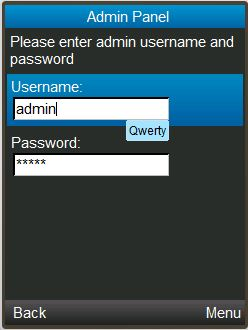 Admin Panel
Please enter admin username and
password
Username:
admin
Qwerty
Password:
*****
Back Menu